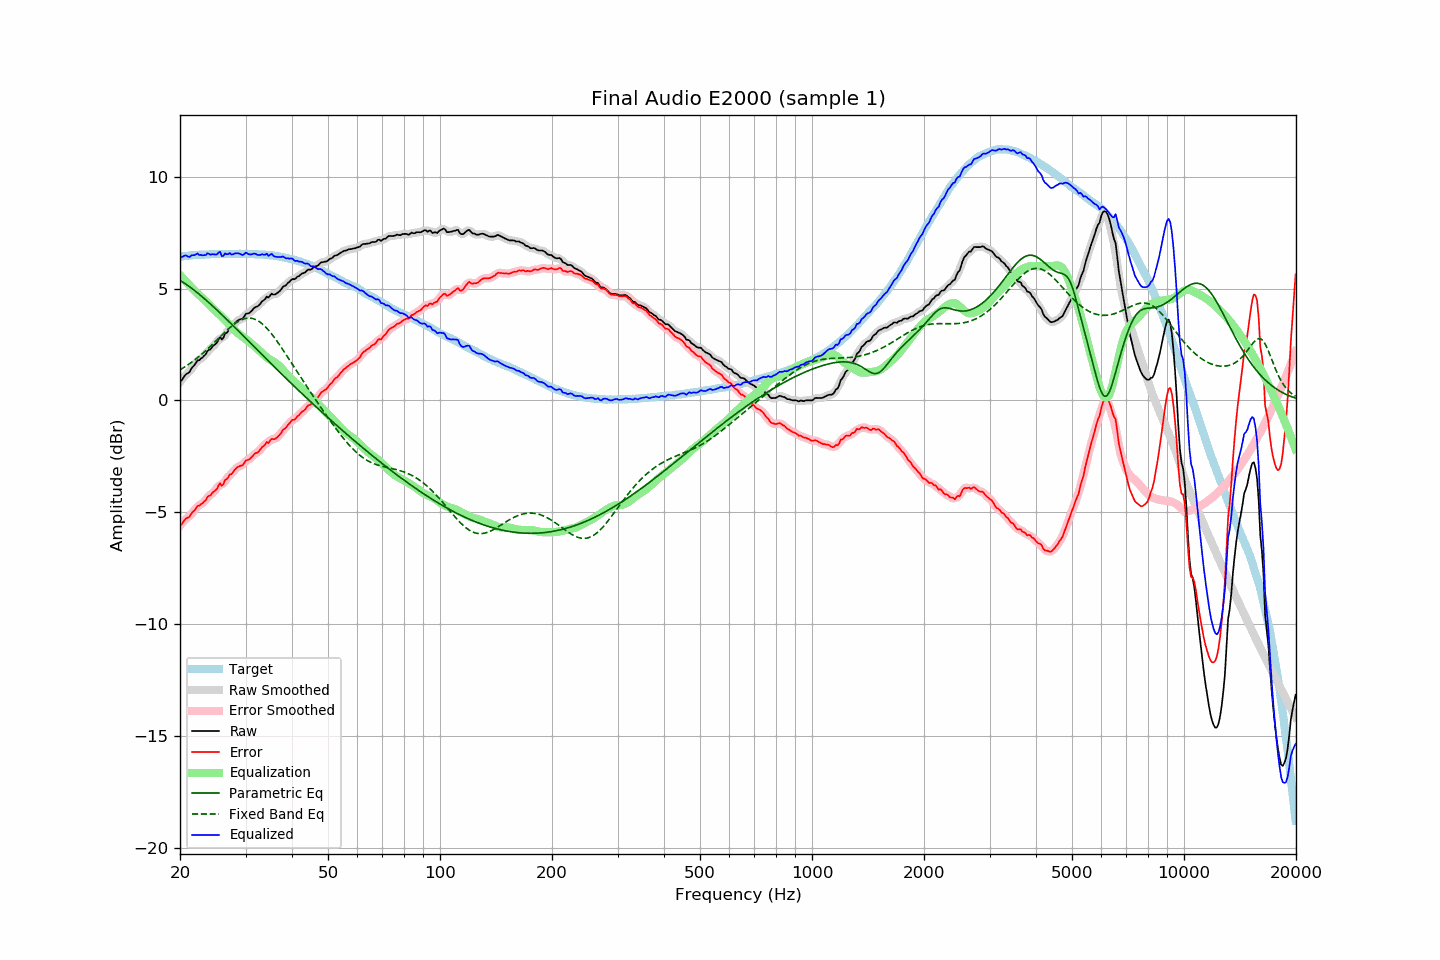 Final Audio E2000 (sample 1)
10
5
0
−5
−10
−15
−20
Amplitude (dBr)
Target
Raw Smoothed
Error Smoothed
Raw
Error
Equalization
Parametric Eq
Fixed Band Eq
Equalized
20 50 100 200 500 1000 2000 5000 10000 20000
Frequency (Hz)